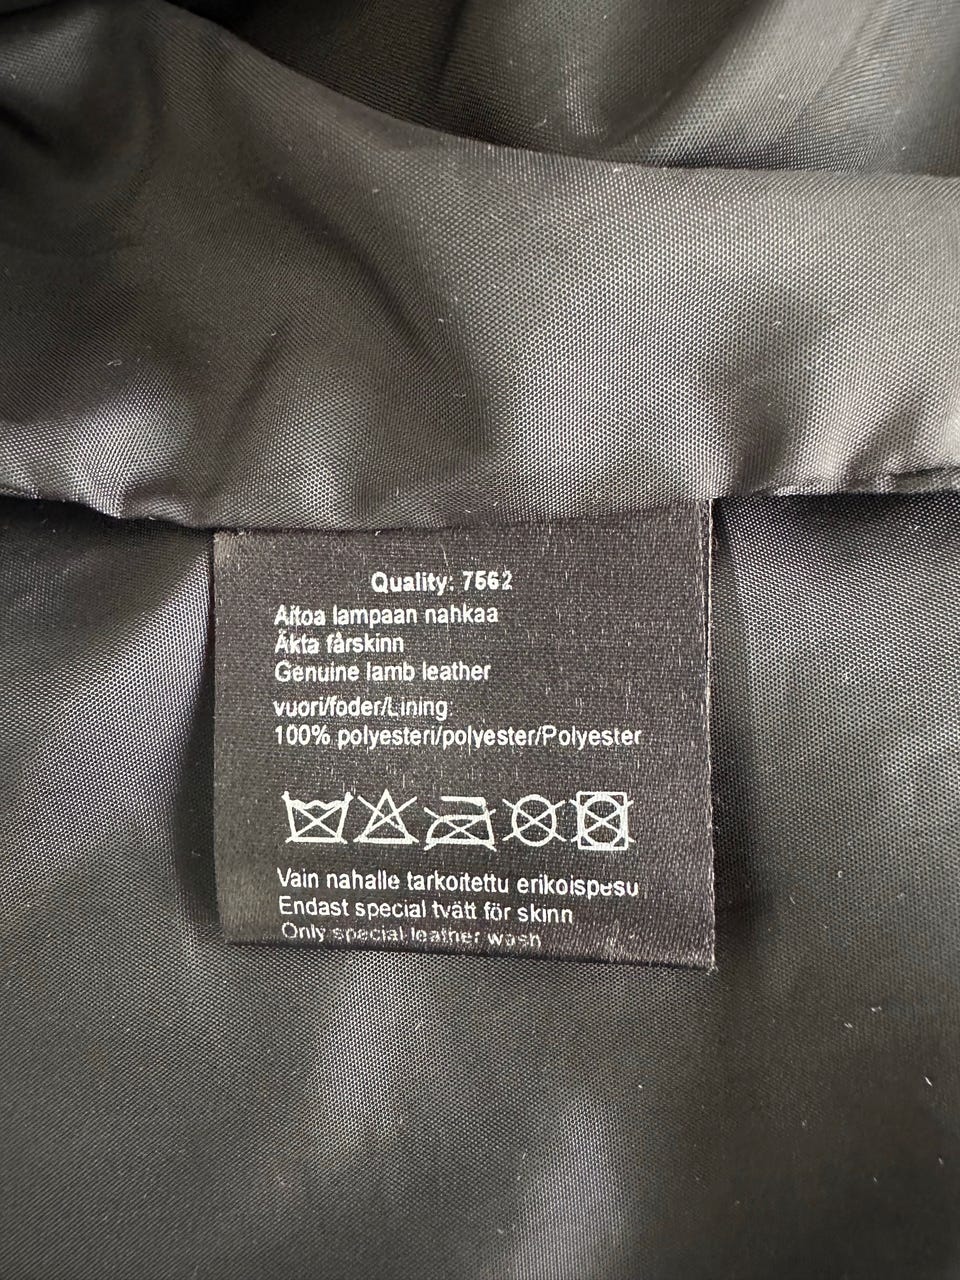 Quality: 7562
Aitoa lampaan nahkaa
Äkta fårskinn
Genuine lamb leather
vuori/foder/Lining:
100% polyesteri/polyester/Polyester
Vain nahalle tarkoitettu erikoispesu
Endast special tvätt för skinn
Only special leather wash